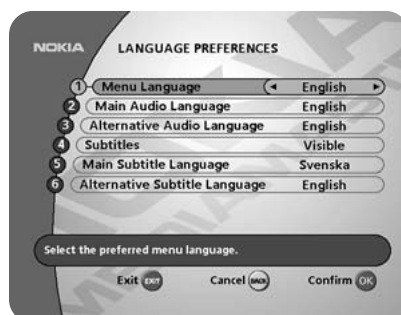 NOKIA LANGUAGE PREFERENCES
1 Menu Language English
2 Main Audio Language English
3 Alternative Audio Language English
4 Subtitles Visible
5 Main Subtitle Language Svenska
6 Alternative Subtitle Language English
Select the preferred menu language.
Exit EXIT Cancel BACK Confirm OK